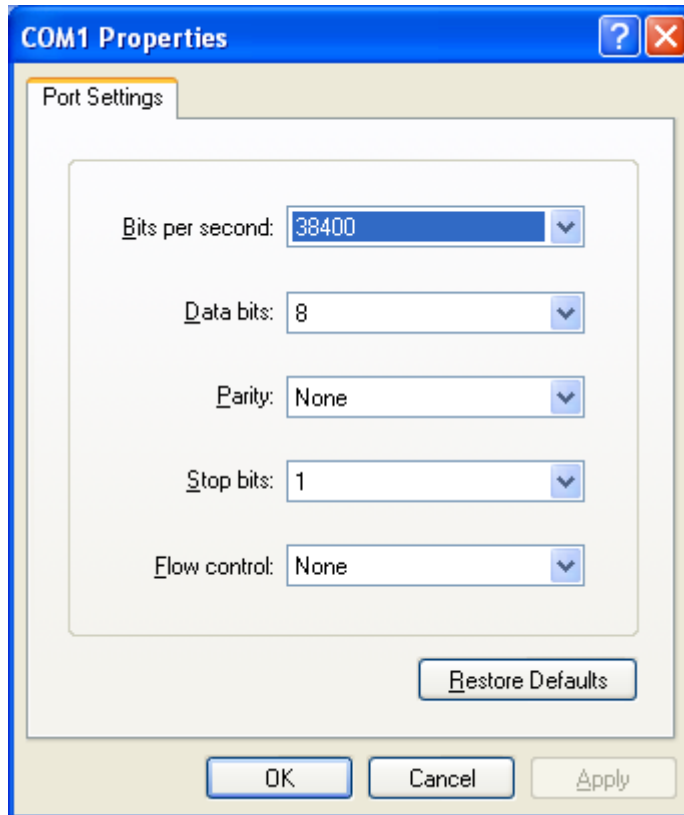 COM1 Properties
Port Settings
Bits per second: 38400
Data bits: 8
Parity: None
Stop bits: 1
Flow control: None
Restore Defaults
OK Cancel Apply